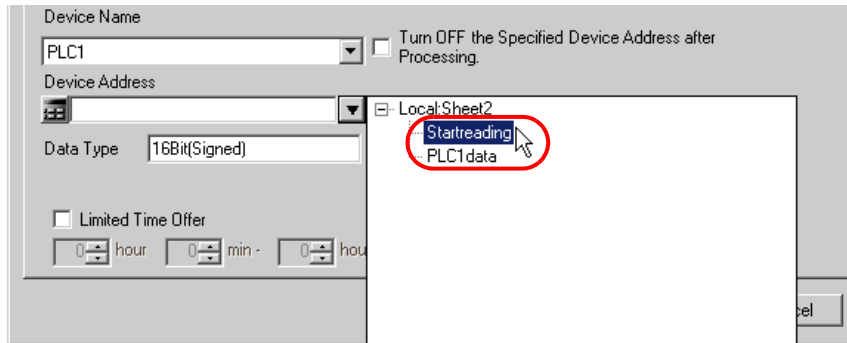 Device Name
PLC1
Turn OFF the Specified Device Address after
Processing.
Device Address
Local:Sheet2
Startreading
PLC1data
Data Type 16Bit(Signed)
Limited Time Offer
0 hour 0 min - 0 hou
cel